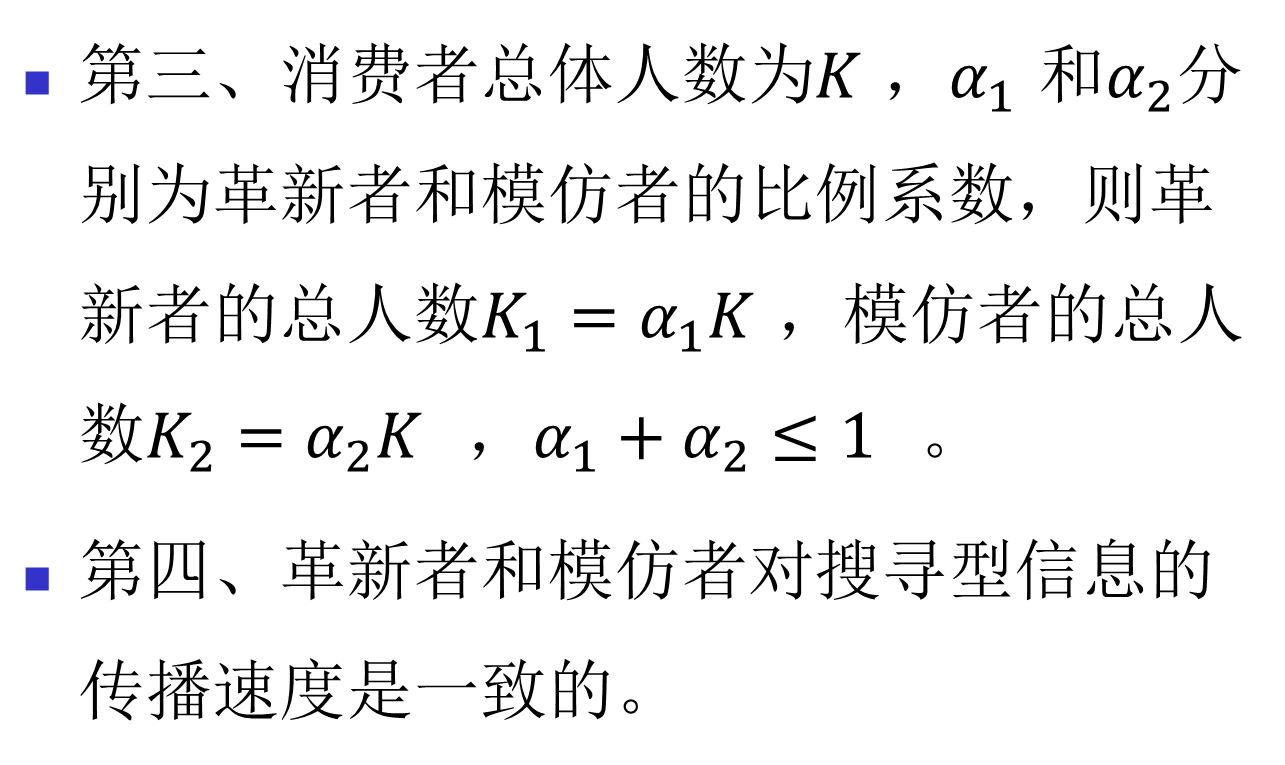 ▪ 第三、消费者总体人数为K ，α₁ 和α₂分
别为革新者和模仿者的比例系数，则革
新者的总人数K₁ = α₁K ，模仿者的总人
数K₂ = α₂K ，α₁ + α₂ ≤ 1 。
▪ 第四、革新者和模仿者对搜寻型信息的
传播速度是一致的。